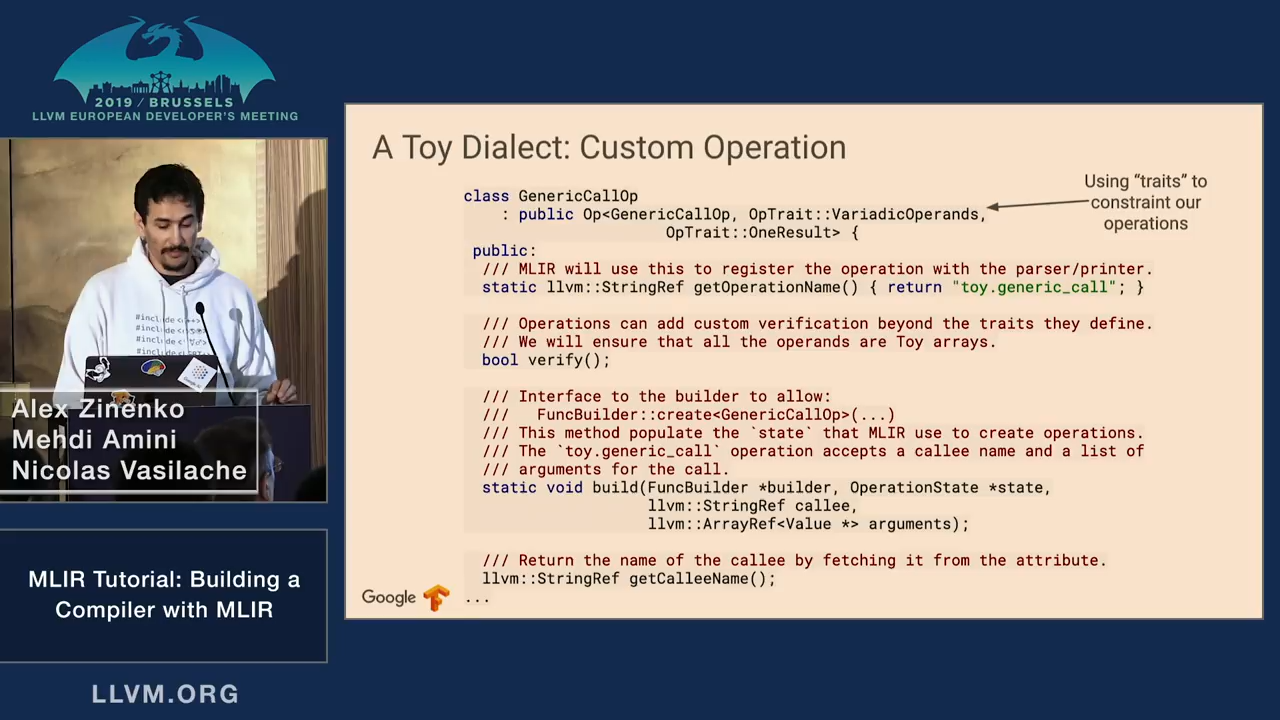 2019 / BRUSSELS
LLVM EUROPEAN DEVELOPER'S MEETING
#include <
#include <
#include <
Alex Zinenko
Mehdi Amini
Nicolas Vasilache
MLIR Tutorial: Building a
Compiler with MLIR
LLVM.ORG
A Toy Dialect: Custom Operation
Using “traits” to
constraint our
operations
class GenericCallOp
: public Op<GenericCallOp, OpTrait::VariadicOperands,
OpTrait::OneResult> {
public:
/// MLIR will use this to register the operation with the parser/printer.
static llvm::StringRef getOperationName() { return "toy.generic_call"; }
/// Operations can add custom verification beyond the traits they define.
/// We will ensure that all the operands are Toy arrays.
bool verify();
/// Interface to the builder to allow:
/// FuncBuilder::create<GenericCallOp>(...)
/// This method populate the `state` that MLIR use to create operations.
/// The `toy.generic_call` operation accepts a callee name and a list of
/// arguments for the call.
static void build(FuncBuilder *builder, OperationState *state,
llvm::StringRef callee,
llvm::ArrayRef<Value *> arguments);
/// Return the name of the callee by fetching it from the attribute.
llvm::StringRef getCalleeName();
...
Google